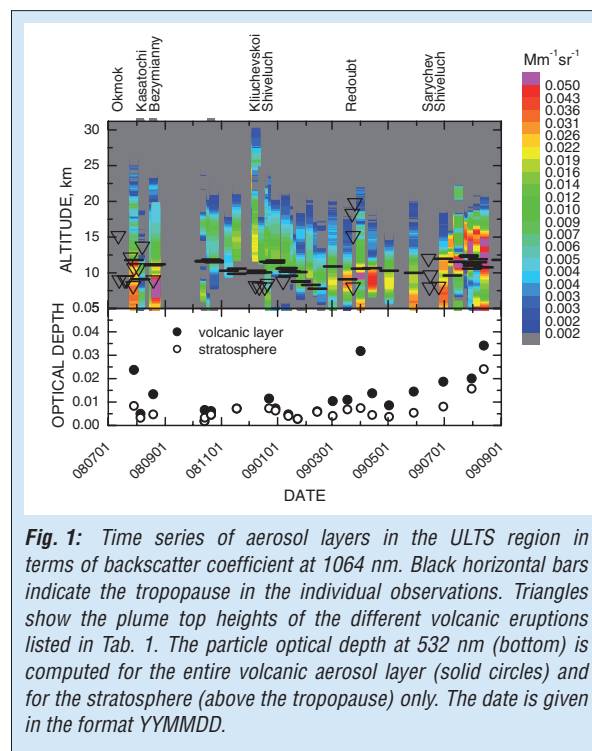 Okmok
Kasatochi
Bezymianny
Kliuchevskoi
Shiveluch
Redoubt
Sarychev
Shiveluch
Mm⁻¹sr⁻¹
0.050
0.043
0.036
0.031
0.026
0.022
0.019
0.016
0.014
0.012
0.010
0.009
0.007
0.006
0.005
0.004
0.004
0.003
0.003
0.002
0.002
ALTITUDE, km
30
25
20
15
10
0.05
OPTICAL DEPTH
0.04
0.03
0.02
0.01
0.00
volcanic layer
stratosphere
080701
080901
081101
090101
090301
090501
090701
090901
DATE
Fig. 1: Time series of aerosol layers in the ULTS region in
terms of backscatter coefficient at 1064 nm. Black horizontal bars
indicate the tropopause in the individual observations. Triangles
show the plume top heights of the different volcanic eruptions
listed in Tab. 1. The particle optical depth at 532 nm (bottom) is
computed for the entire volcanic aerosol layer (solid circles) and
for the stratosphere (above the tropopause) only. The date is given
in the format YYMMDD.